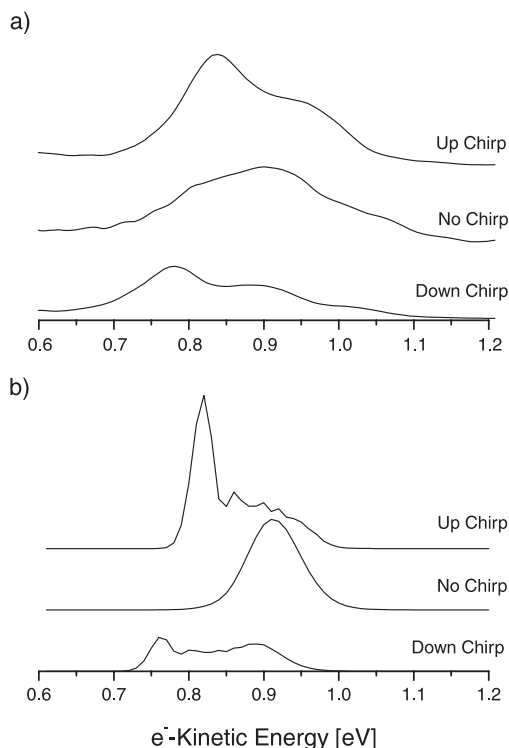 a)
Up Chirp
No Chirp
Down Chirp
0.6 0.7 0.8 0.9 1.0 1.1 1.2
b)
Up Chirp
No Chirp
Down Chirp
0.6 0.7 0.8 0.9 1.0 1.1 1.2
e⁻-Kinetic Energy [eV]